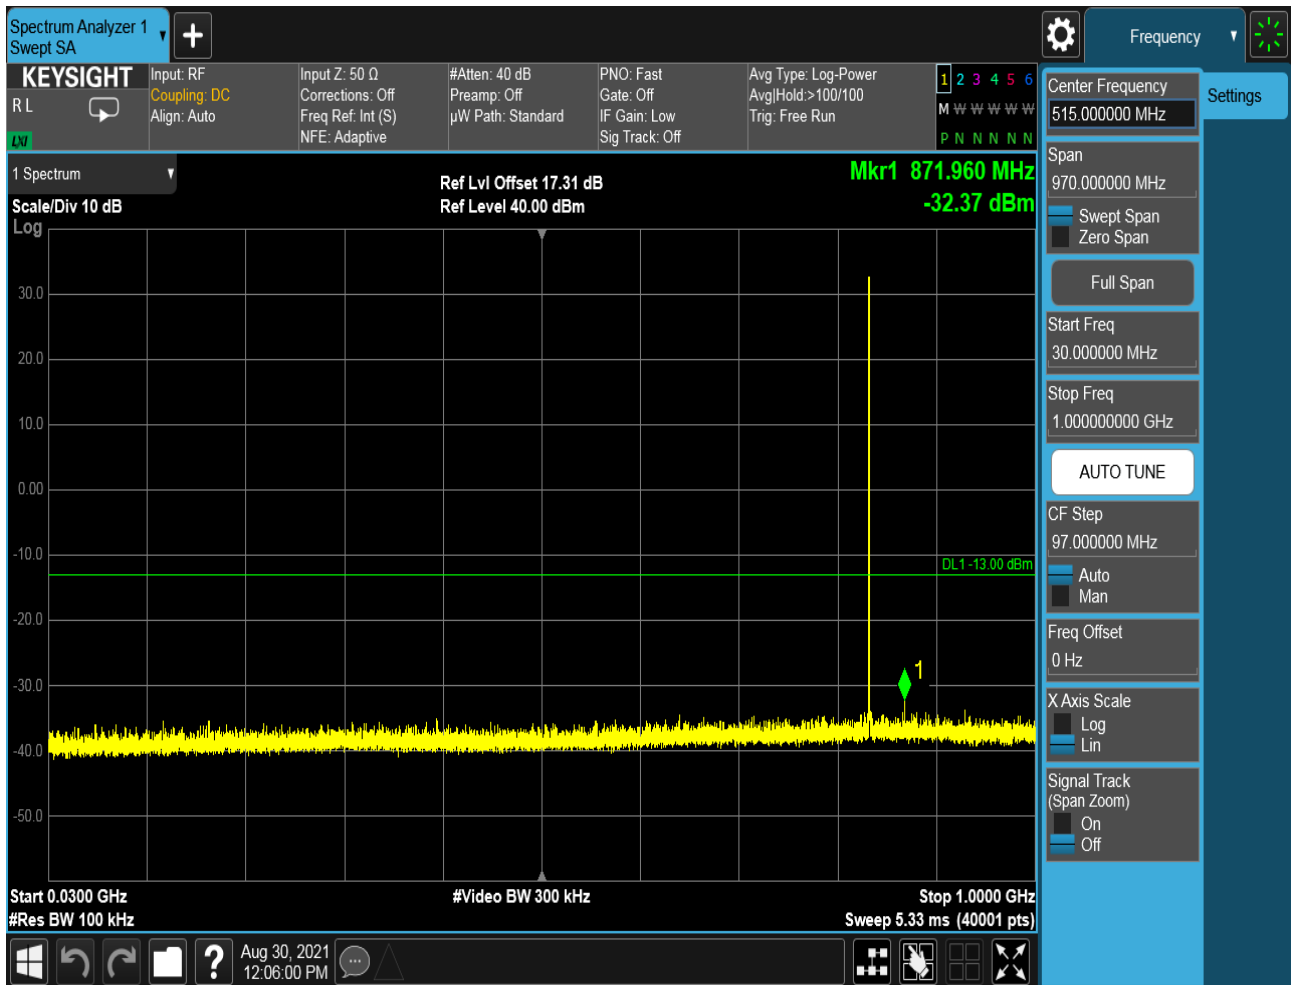 Spectrum Analyzer 1
Swept SA
Frequency
KEYSIGHT
R L
LXI
Input: RF
Coupling: DC
Align: Auto
Input Z: 50 Ω
Corrections: Off
Freq Ref: Int (S)
NFE: Adaptive
#Atten: 40 dB
Preamp: Off
µW Path: Standard
PNO: Fast
Gate: Off
IF Gain: Low
Sig Track: Off
Avg Type: Log-Power
Avg|Hold:>100/100
Trig: Free Run
1 2 3 4 5 6
M W W W W W
P N N N N N
Center Frequency
515.000000 MHz
Settings
1 Spectrum
Scale/Div 10 dB
Log
Ref Lvl Offset 17.31 dB
Ref Level 40.00 dBm
Mkr1 871.960 MHz
-32.37 dBm
30.0
20.0
10.0
0.00
-10.0
-20.0
-30.0
-40.0
-50.0
DL1 -13.00 dBm
1
Start 0.0300 GHz
#Res BW 100 kHz
#Video BW 300 kHz
Stop 1.0000 GHz
Sweep 5.33 ms (40001 pts)
Span
970.000000 MHz
Swept Span
Zero Span
Full Span
Start Freq
30.000000 MHz
Stop Freq
1.000000000 GHz
AUTO TUNE
CF Step
97.000000 MHz
Auto
Man
Freq Offset
0 Hz
X Axis Scale
Log
Lin
Signal Track
(Span Zoom)
On
Off
?
Aug 30, 2021
12:06:00 PM